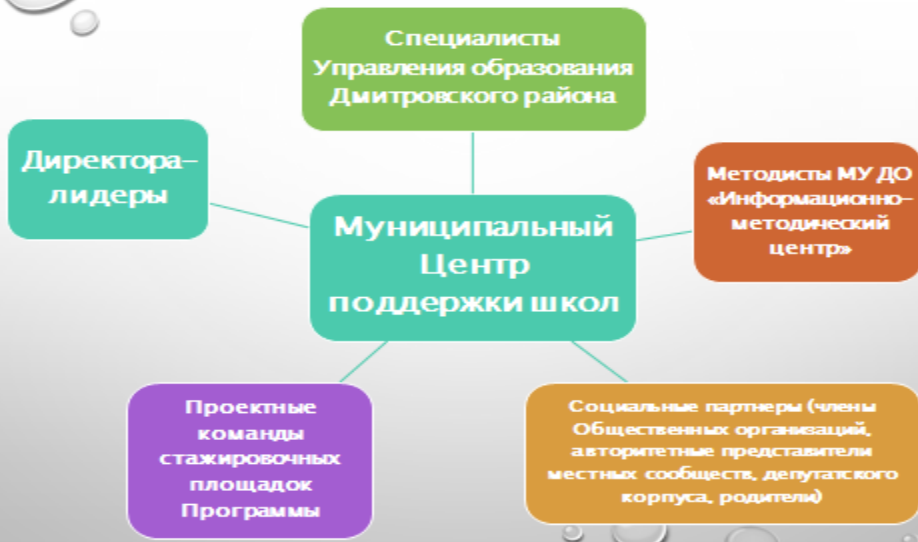 Специалисты
Управления образования
Дмитровского района
Директора-
лидеры
Методисты МУ ДО
«Информационно-
методический
центр»
Муниципальный
Центр
поддержки школ
Проектные
команды
стажировочных
площадок
Программы
Социальные партнеры (члены
Общественных организаций,
авторитетные представители
местных сообществ, депутатского
корпуса, родители)